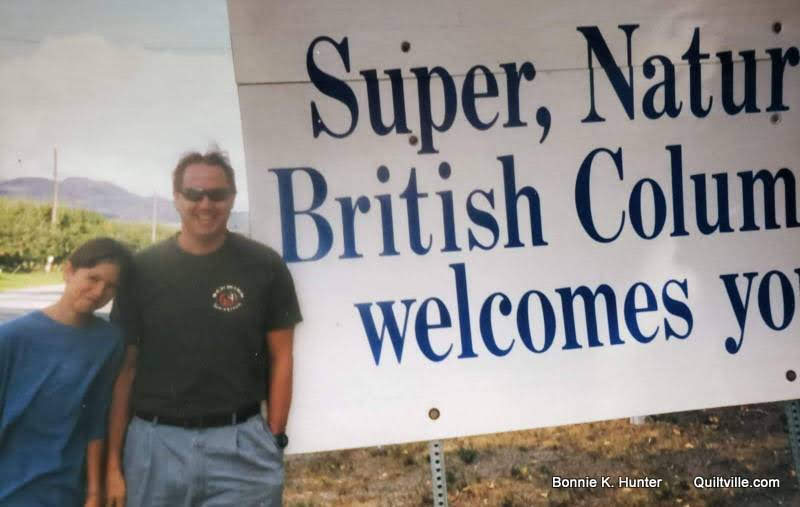 Super, Natur
British Colum
welcomes yo
Bonnie K. Hunter Quiltville.com